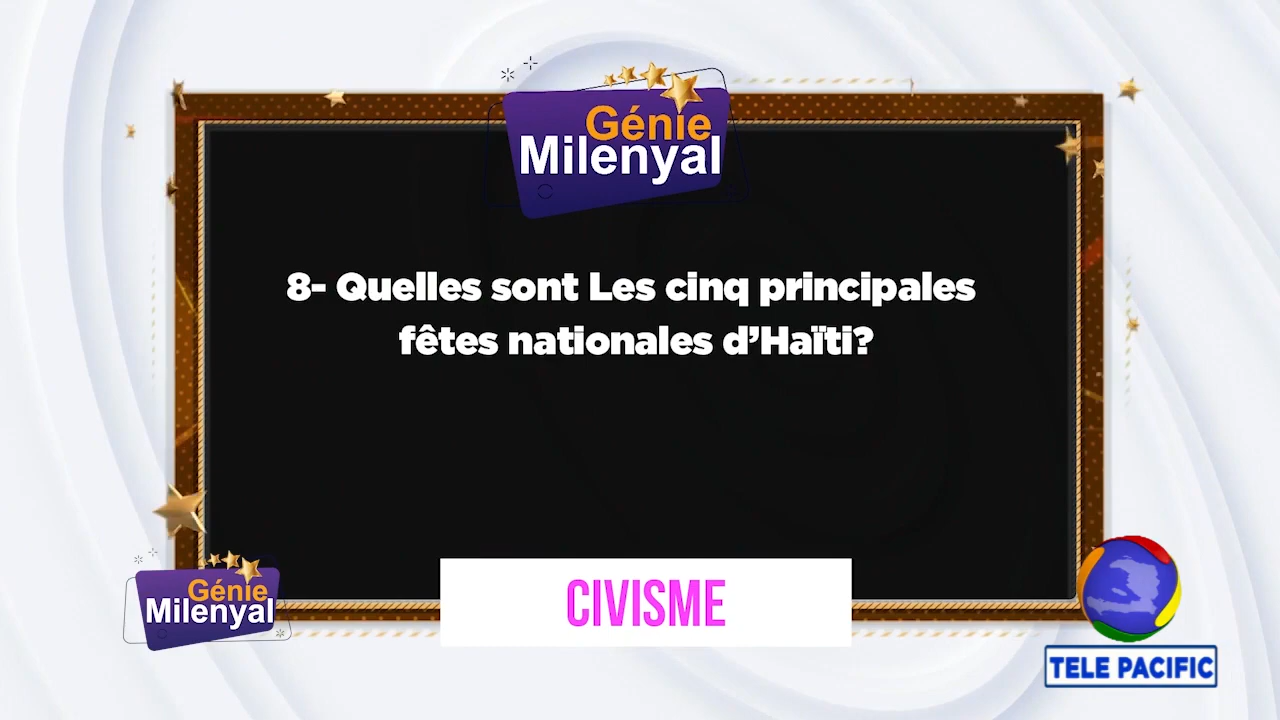 Génie
Milenyal
8- Quelles sont Les cinq principales
fêtes nationales d’Haïti?
Génie
Milenyal
CIVISME
TELE PACIFIC